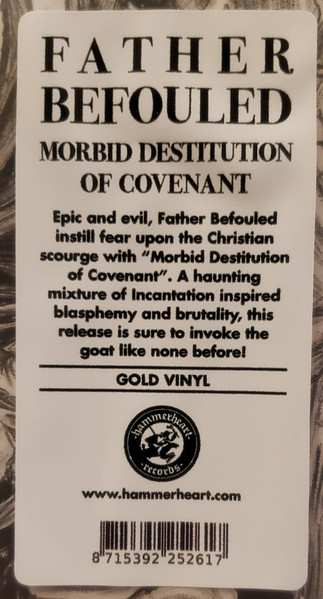 FATHER
BEFOULED
MORBID DESTITUTION
OF COVENANT
Epic and evil, Father Befouled
instill fear upon the Christian
scourge with “Morbid Destitution
of Covenant”. A haunting
mixture of Incantation inspired
blasphemy and brutality, this
release is sure to invoke the
goat like none before!
GOLD VINYL
hammerheart
records
www.hammerheart.com
8 715392 252617